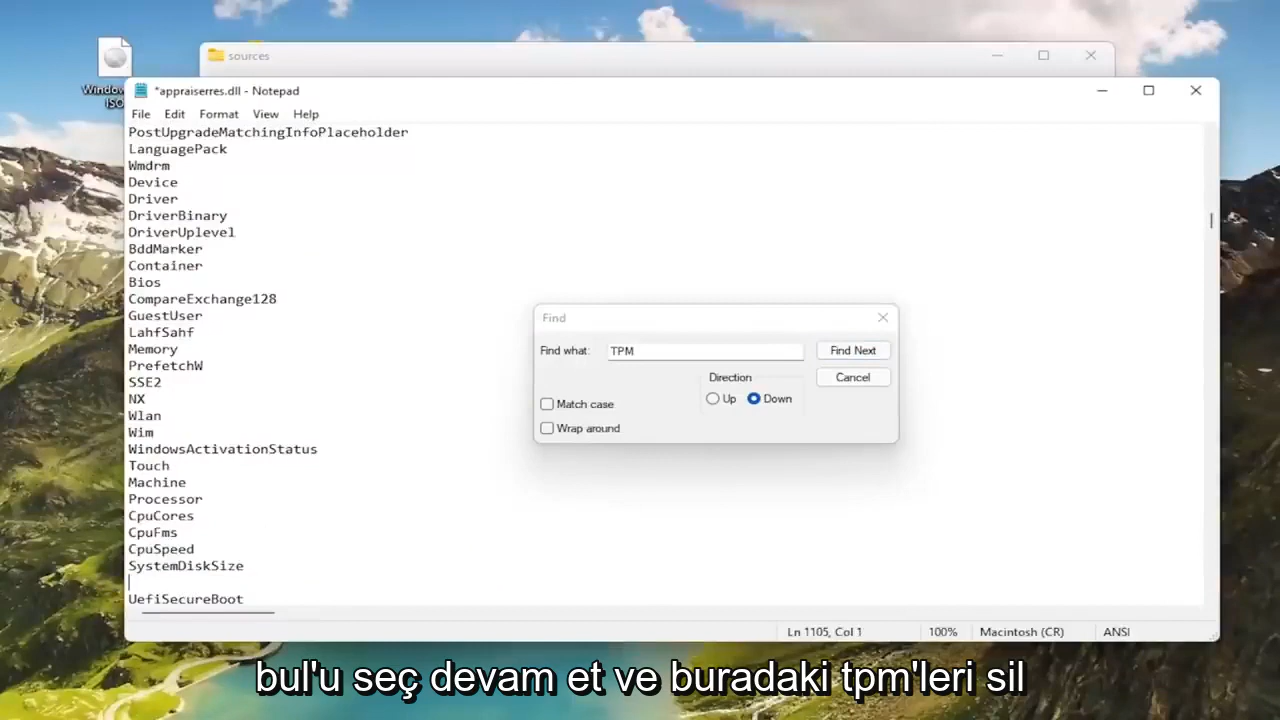 sources
Window
ISO
*appraiserres.dll - Notepad
File Edit Format View Help
PostUpgradeMatchingInfoPlaceholder
LanguagePack
Wmdrm
Device
Driver
DriverBinary
DriverUplevel
BddMarker
Container
Bios
CompareExchange128
GuestUser
LahfSahf
Memory
PrefetchW
SSE2
NX
Wlan
Wim
WindowsActivationStatus
Touch
Machine
Processor
CpuCores
CpuFms
CpuSpeed
SystemDiskSize
UefiSecureBoot
Find
Find what: TPM Find Next
Direction Cancel
Up Down
Match case
Wrap around
Ln 1105, Col 1 100% Macintosh (CR) ANSI
bul'u seç devam et ve buradaki tpm'leri sil